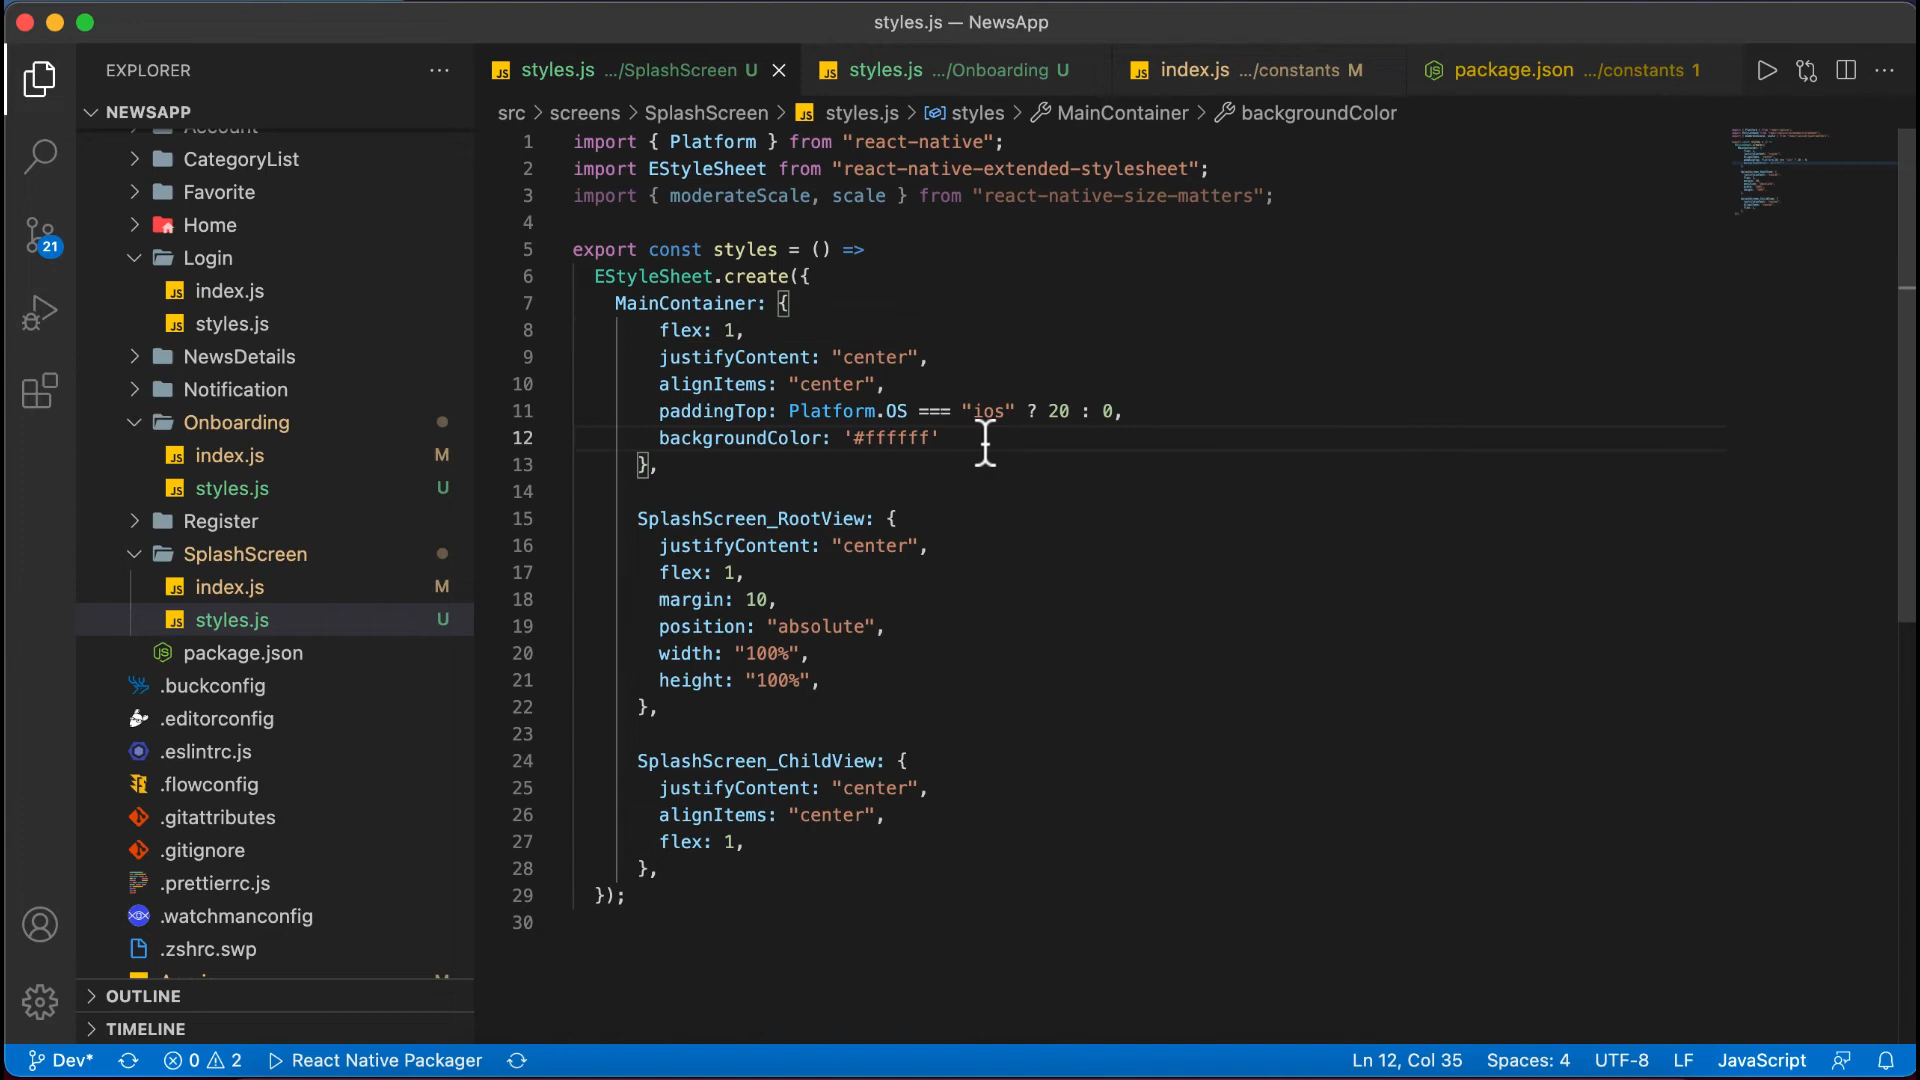 styles.js — NewsApp
EXPLORER
NEWSAPP
Account
CategoryList
Favorite
Home
Login
index.js
styles.js
NewsDetails
Notification
Onboarding
index.js M
styles.js U
Register
SplashScreen
index.js M
styles.js U
package.json
.buckconfig
.editorconfig
.eslintrc.js
.flowconfig
.gitattributes
.gitignore
.prettierrc.js
.watchmanconfig
.zshrc.swp
OUTLINE
TIMELINE
21
styles.js .../SplashScreen U
styles.js .../Onboarding U
index.js .../constants M
package.json .../constants 1
src > screens > SplashScreen > styles.js > styles > MainContainer > backgroundColor
1 import { Platform } from "react-native";
2 import EStyleSheet from "react-native-extended-stylesheet";
3 import { moderateScale, scale } from "react-native-size-matters";
4
5 export const styles = () =>
6 EStyleSheet.create({
7 MainContainer: {
8 flex: 1,
9 justifyContent: "center",
10 alignItems: "center",
11 paddingTop: Platform.OS === "ios" ? 20 : 0,
12 backgroundColor: '#ffffff'
13 },
14
15 SplashScreen_RootView: {
16 justifyContent: "center",
17 flex: 1,
18 margin: 10,
19 position: "absolute",
20 width: "100%",
21 height: "100%",
22 },
23
24 SplashScreen_ChildView: {
25 justifyContent: "center",
26 alignItems: "center",
27 flex: 1,
28 },
29 });
30
Dev* 0 2 React Native Packager Ln 12, Col 35 Spaces: 4 UTF-8 LF JavaScript